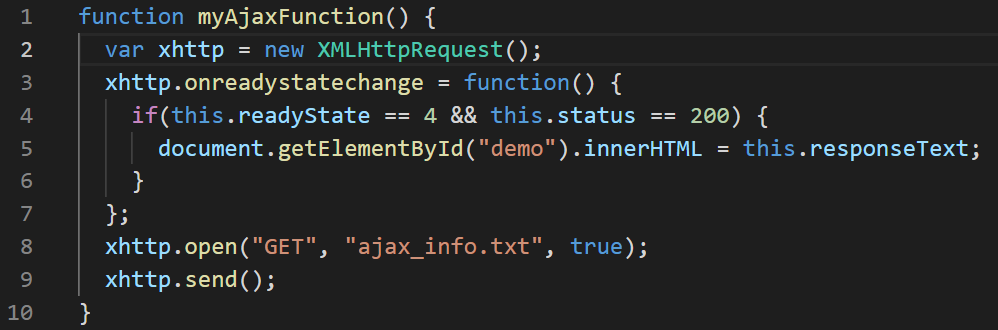 1 function myAjaxFunction() {
2   var xhttp = new XMLHttpRequest();
3   xhttp.onreadystatechange = function() {
4     if(this.readyState == 4 && this.status == 200) {
5       document.getElementById("demo").innerHTML = this.responseText;
6     }
7   };
8   xhttp.open("GET", "ajax_info.txt", true);
9   xhttp.send();
10 }